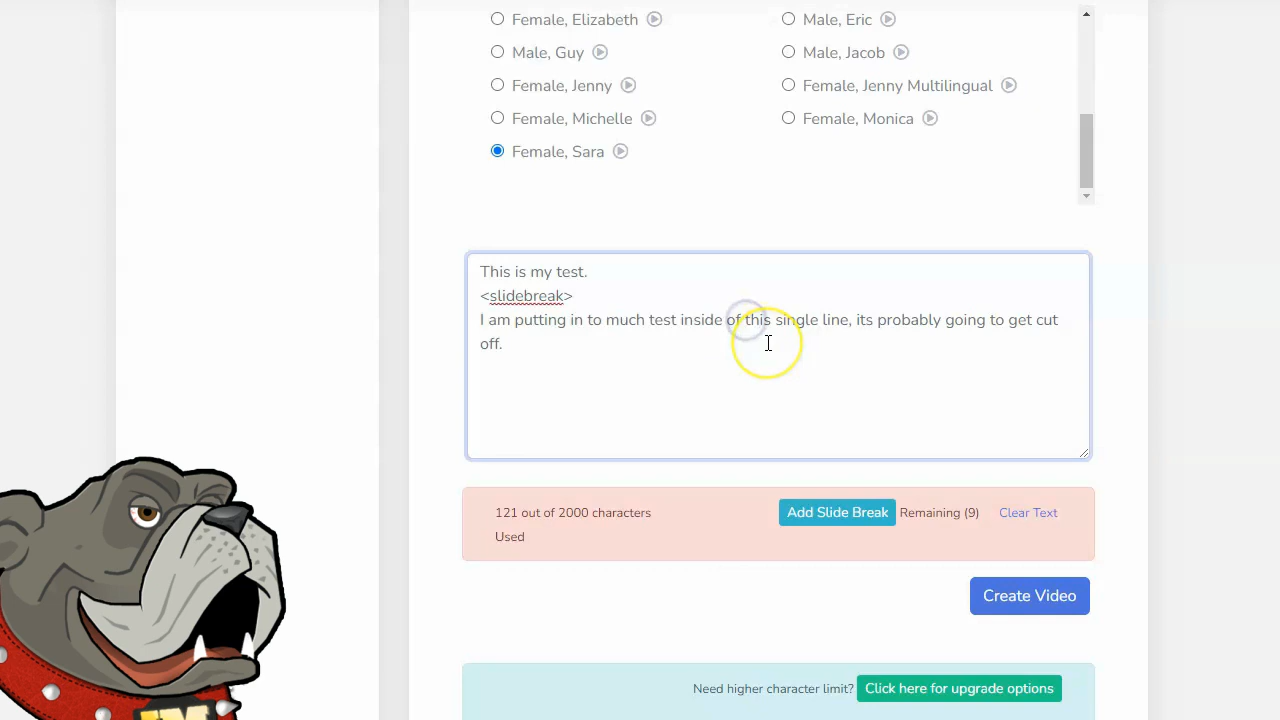 Female, Elizabeth
Male, Eric
Male, Guy
Male, Jacob
Female, Jenny
Female, Jenny Multilingual
Female, Michelle
Female, Monica
Female, Sara
This is my test.
<slidebreak>
I am putting in to much test inside of this single line, its probably going to get cut
off.
121 out of 2000 characters
Used
Add Slide Break
Remaining (9)
Clear Text
Create Video
Need higher character limit?
Click here for upgrade options